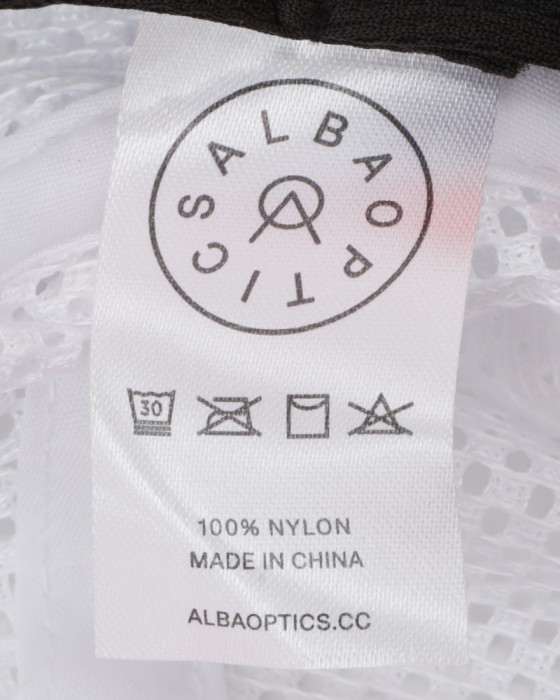 ALBAOPTICS
30
100% NYLON
MADE IN CHINA
ALBAOPTICS.CC